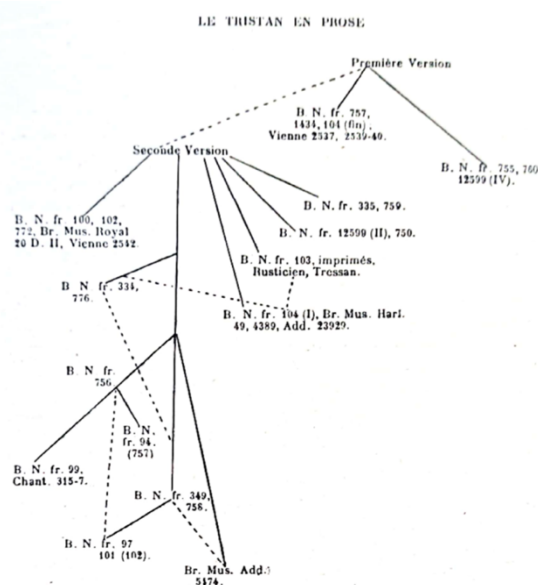 LE TRISTAN EN PROSE
Première Version
B. N. fr. 757,
1434, 104 (fin),
Vienne 2537, 2539-40.
Seconde Version
B. N. fr. 755, 760
12599 (IV).
B. N. fr. 335, 759.
B. N. fr. 100, 102,
772, Br. Mus. Royal
20 D. II, Vienne 2542.
B. N. fr. 12599 (II), 750.
B. N. fr. 103, imprimés,
Rusticien, Tressan.
B. N. fr. 334,
776.
B. N. fr. 104 (I), Br. Mus. Harl.
49, 4389, Add. 23929.
B. N. fr.
756
B. N.
fr. 94.
(757)
B. N. fr. 99,
Chant. 315-7.
B. N. fr. 349,
758.
B. N. fr. 97
101 (102).
Br. Mus. Add.
5474.